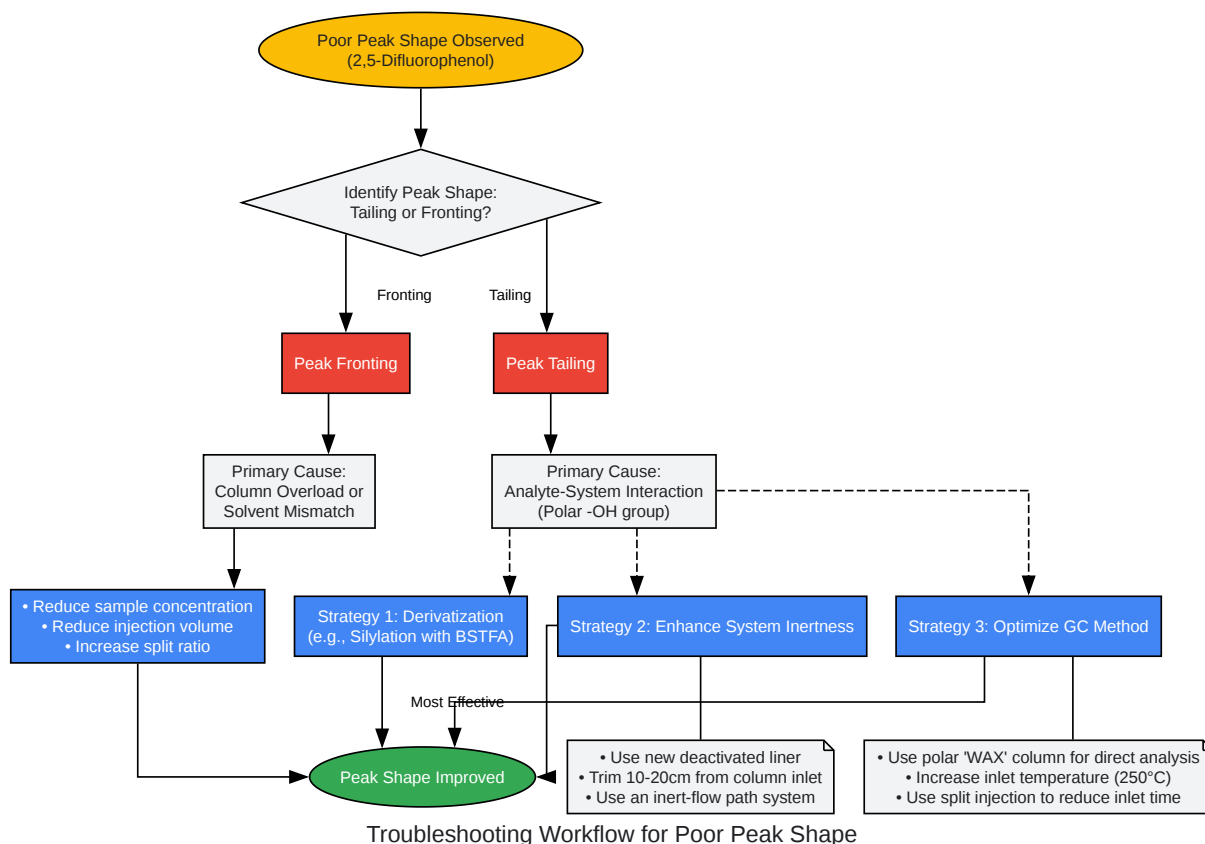 Poor Peak Shape Observed
(2,5-Difluorophenol)
Identify Peak Shape:
Tailing or Fronting?
Fronting
Tailing
Peak Fronting
Peak Tailing
Primary Cause:
Column Overload or
Solvent Mismatch
Primary Cause:
Analyte-System Interaction
(Polar -OH group)
• Reduce sample concentration
• Reduce injection volume
• Increase split ratio
Strategy 1: Derivatization
(e.g., Silylation with BSTFA)
Strategy 2: Enhance System Inertness
Strategy 3: Optimize GC Method
Most Effective
Peak Shape Improved
• Use new deactivated liner
• Trim 10-20cm from column inlet
• Use an inert-flow path system
• Use polar 'WAX' column for direct analysis
• Increase inlet temperature (250°C)
• Use split injection to reduce inlet time
Troubleshooting Workflow for Poor Peak Shape